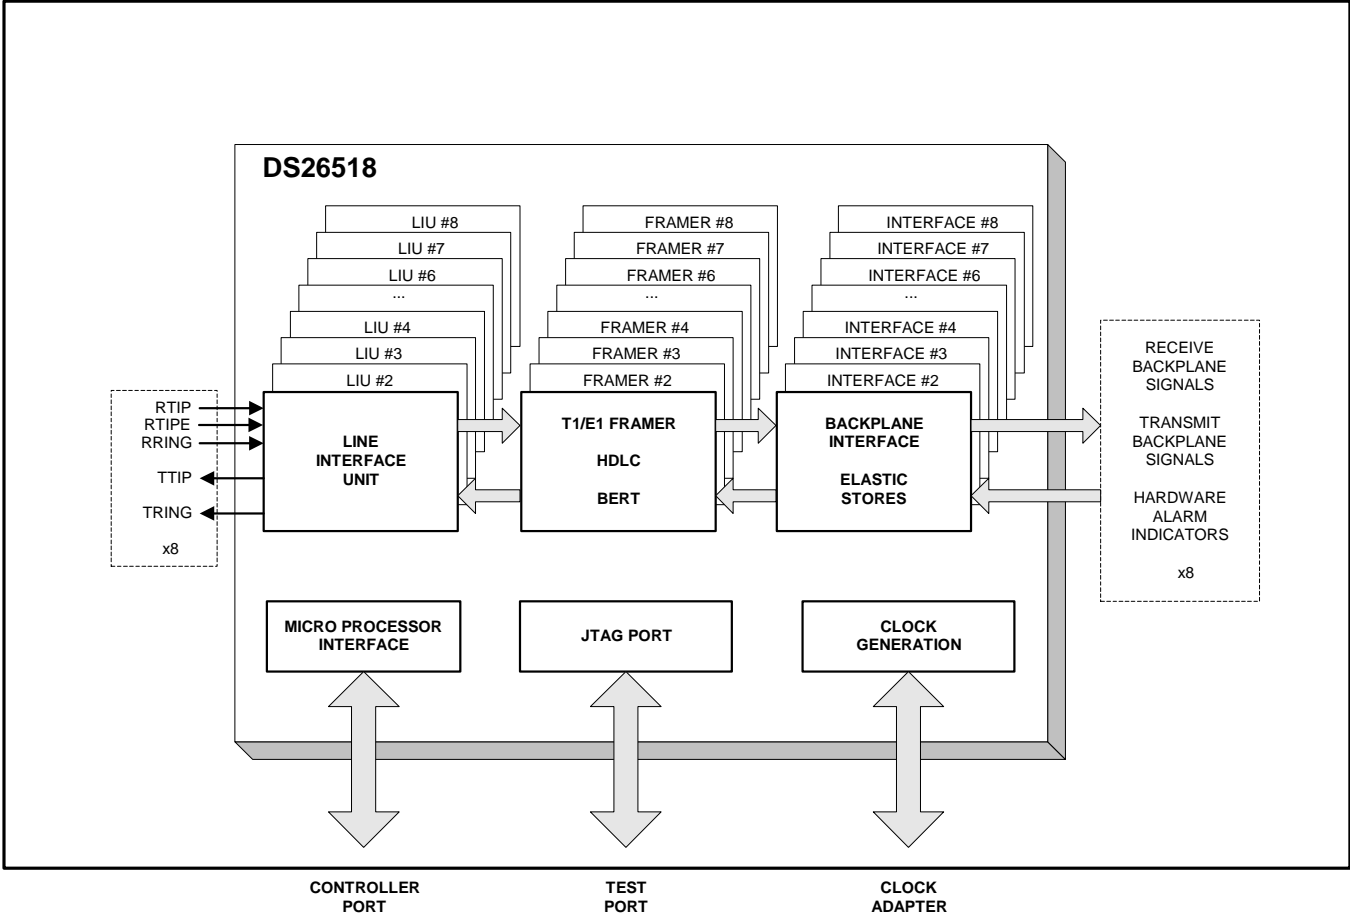 DS26518
LIU #8
LIU #7
LIU #6
...
LIU #4
LIU #3
LIU #2
LINE
INTERFACE
UNIT
FRAMER #8
FRAMER #7
FRAMER #6
...
FRAMER #4
FRAMER #3
FRAMER #2
T1/E1 FRAMER
HDLC
BERT
INTERFACE #8
INTERFACE #7
INTERFACE #6
...
INTERFACE #4
INTERFACE #3
INTERFACE #2
BACKPLANE
INTERFACE
ELASTIC
STORES
RTIP
RTIPE
RRING
TTIP
TRING
x8
RECEIVE
BACKPLANE
SIGNALS
TRANSMIT
BACKPLANE
SIGNALS
HARDWARE
ALARM
INDICATORS
x8
MICRO PROCESSOR
INTERFACE
JTAG PORT
CLOCK
GENERATION
CONTROLLER
PORT
TEST
PORT
CLOCK
ADAPTER